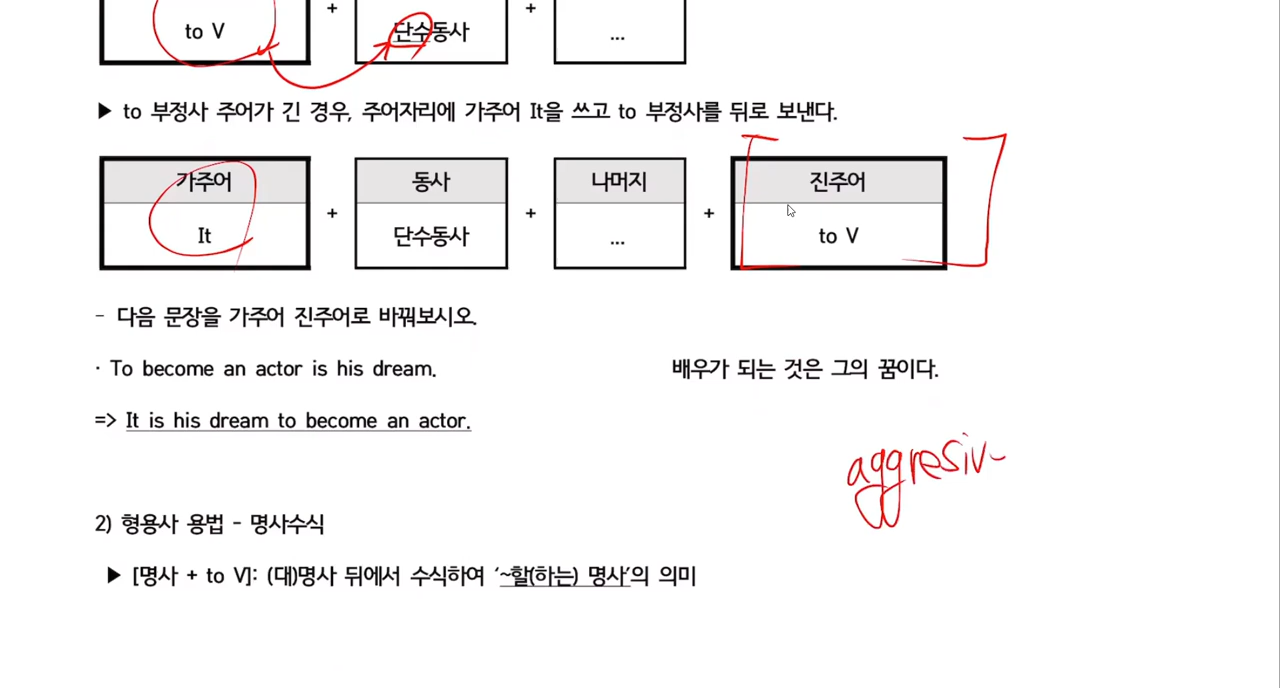 to V + 단수동사 + ...
▶ to 부정사 주어가 긴 경우, 주어자리에 가주어 It을 쓰고 to 부정사를 뒤로 보낸다.
가주어 동사 나머지 진주어
It + 단수동사 + ... + to V
- 다음 문장을 가주어 진주어로 바꿔보시오.
· To become an actor is his dream. 배우가 되는 것은 그의 꿈이다.
=> It is his dream to become an actor.
aggresiv
2) 형용사 용법 - 명사수식
▶ [명사 + to V]: (대)명사 뒤에서 수식하여 ‘~할(하는) 명사’의 의미